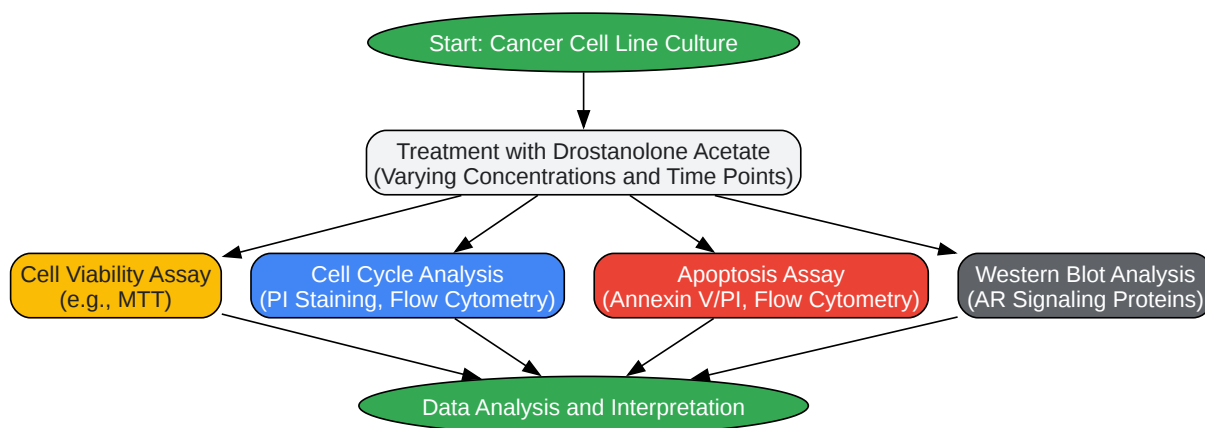 Start: Cancer Cell Line Culture
Treatment with Drostanolone Acetate
(Varying Concentrations and Time Points)
Cell Viability Assay
(e.g., MTT)
Cell Cycle Analysis
(PI Staining, Flow Cytometry)
Apoptosis Assay
(Annexin V/PI, Flow Cytometry)
Western Blot Analysis
(AR Signaling Proteins)
Data Analysis and Interpretation